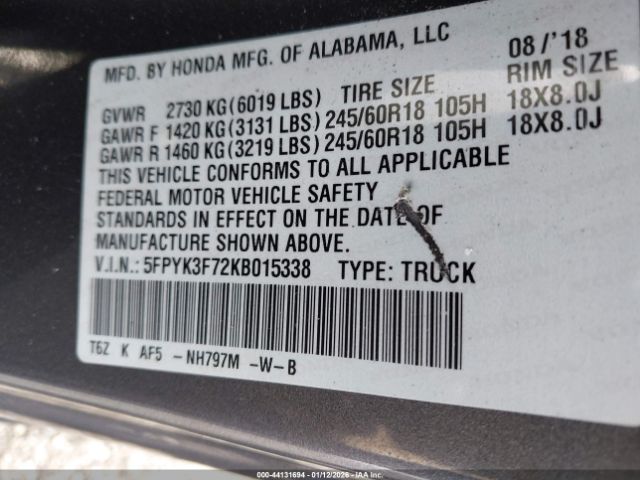 MFD. BY HONDA MFG. OF ALABAMA, LLC 08/'18
GVWR 2730 KG(6019 LBS) TIRE SIZE RIM SIZE
GAWR F 1420 KG(3131 LBS) 245/60R18 105H 18X8.0J
GAWR R 1460 KG(3219 LBS) 245/60R18 105H 18X8.0J
THIS VEHICLE CONFORMS TO ALL APPLICABLE
FEDERAL MOTOR VEHICLE SAFETY
STANDARDS IN EFFECT ON THE DATE OF
MANUFACTURE SHOWN ABOVE.
V.I.N.: 5FPYK3F72KB015338 TYPE: TRUCK
T6Z K AF5 -NH797M -W-B
000-44131694 - 01/12/2026 - IAA Inc.